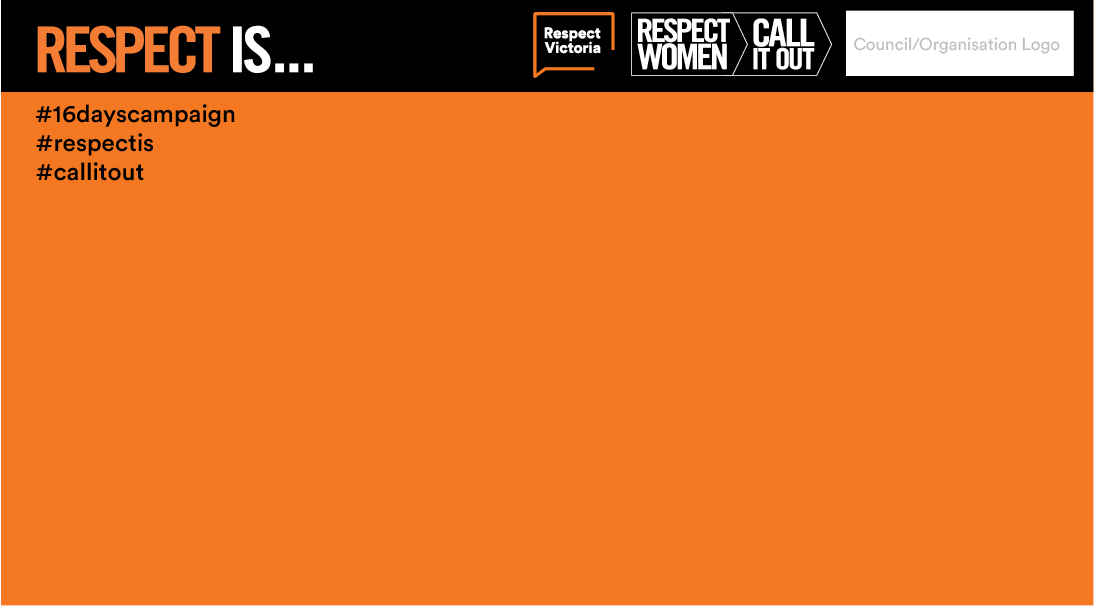 RESPECT IS...
Respect
Victoria
RESPECT
WOMEN
CALL
IT OUT
Council/Organisation Logo
#16dayscampaign
#respectis
#callitout